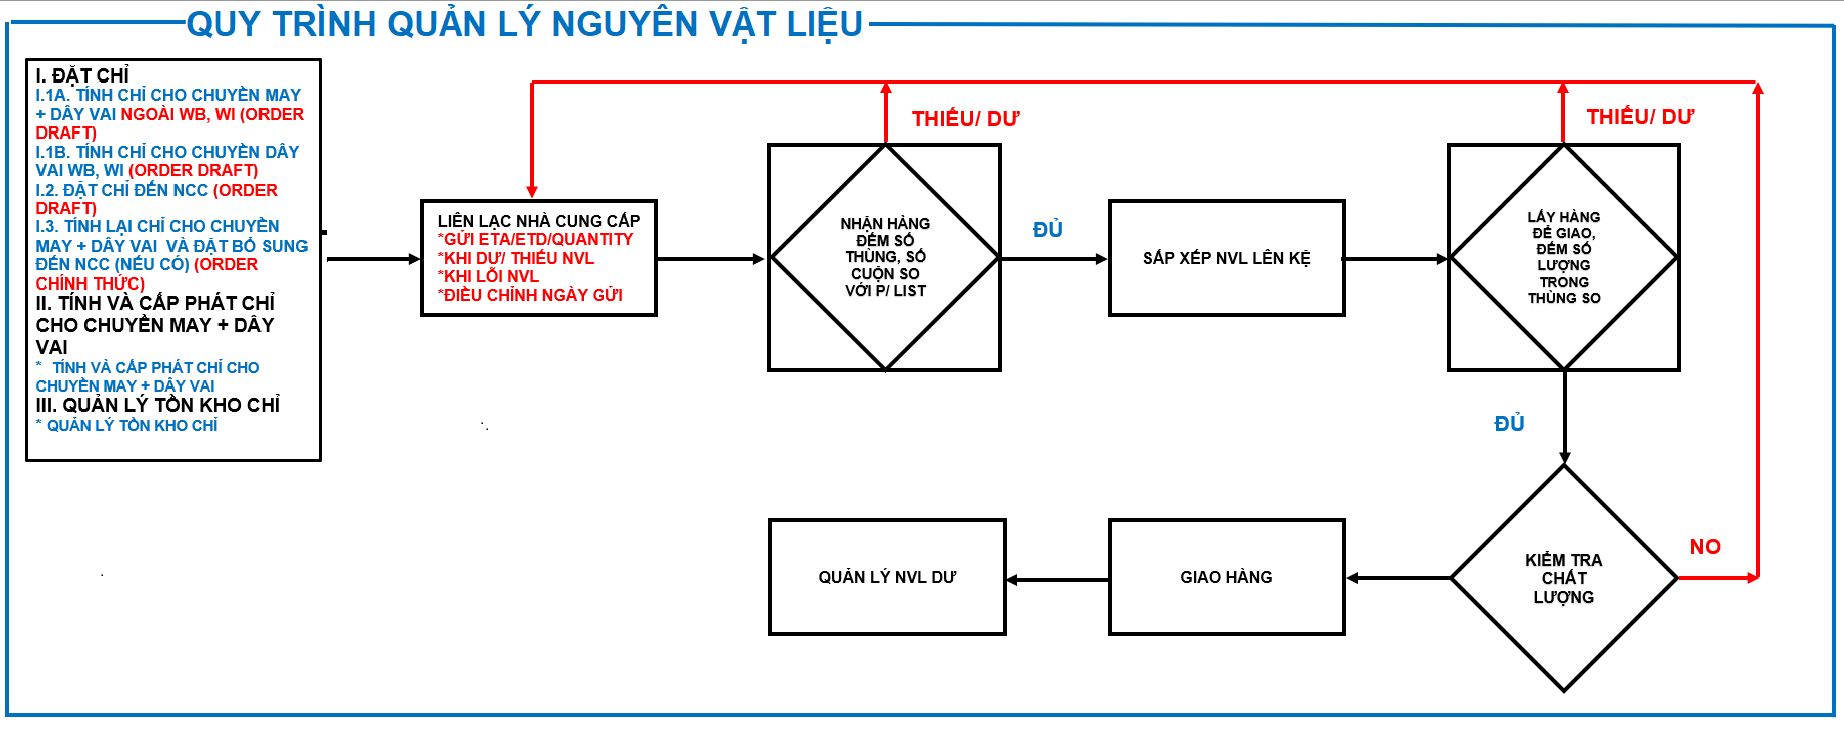 QUY TRÌNH QUẢN LÝ NGUYÊN VẬT LIỆU
I. ĐẶT CHỈ
I.1A. TÍNH CHỈ CHO CHUYỀN MAY
+ DÂY VAI NGOÀI WB, WI (ORDER
DRAFT)
I.1B. TÍNH CHỈ CHO CHUYỀN DÂY
VAI WB, WI (ORDER DRAFT)
I.2. ĐẶT CHỈ ĐẾN NCC (ORDER
DRAFT)
I.3. TÍNH LẠI CHỈ CHO CHUYỀN
MAY + DÂY VAI VÀ ĐẶT BỔ SUNG
ĐẾN NCC (NẾU CÓ) (ORDER
CHÍNH THỨC)
II. TÍNH VÀ CẤP PHÁT CHỈ
CHO CHUYỀN MAY + DÂY
VAI
* TÍNH VÀ CẤP PHÁT CHỈ CHO
CHUYỀN MAY + DÂY VAI
III. QUẢN LÝ TỒN KHO CHỈ
* QUẢN LÝ TỒN KHO CHỈ
LIÊN LẠC NHÀ CUNG CẤP
*GỬI ETA/ETD/QUANTITY
*KHI DƯ/ THIẾU NVL
*KHI LỖI NVL
*ĐIỀU CHỈNH NGÀY GỬI
THIẾU/ DƯ
NHẬN HÀNG
ĐẾM SỐ
THÙNG, SỐ
CUỘN SO
VỚI P/ LIST
ĐỦ
SẮP XẾP NVL LÊN KỆ
THIẾU/ DƯ
LẤY HÀNG
ĐỂ GIAO,
ĐẾM SỐ
LƯỢNG
TRONG
THÙNG SO
ĐỦ
KIỂM TRA
CHẤT
LƯỢNG
NO
GIAO HÀNG
QUẢN LÝ NVL DƯ